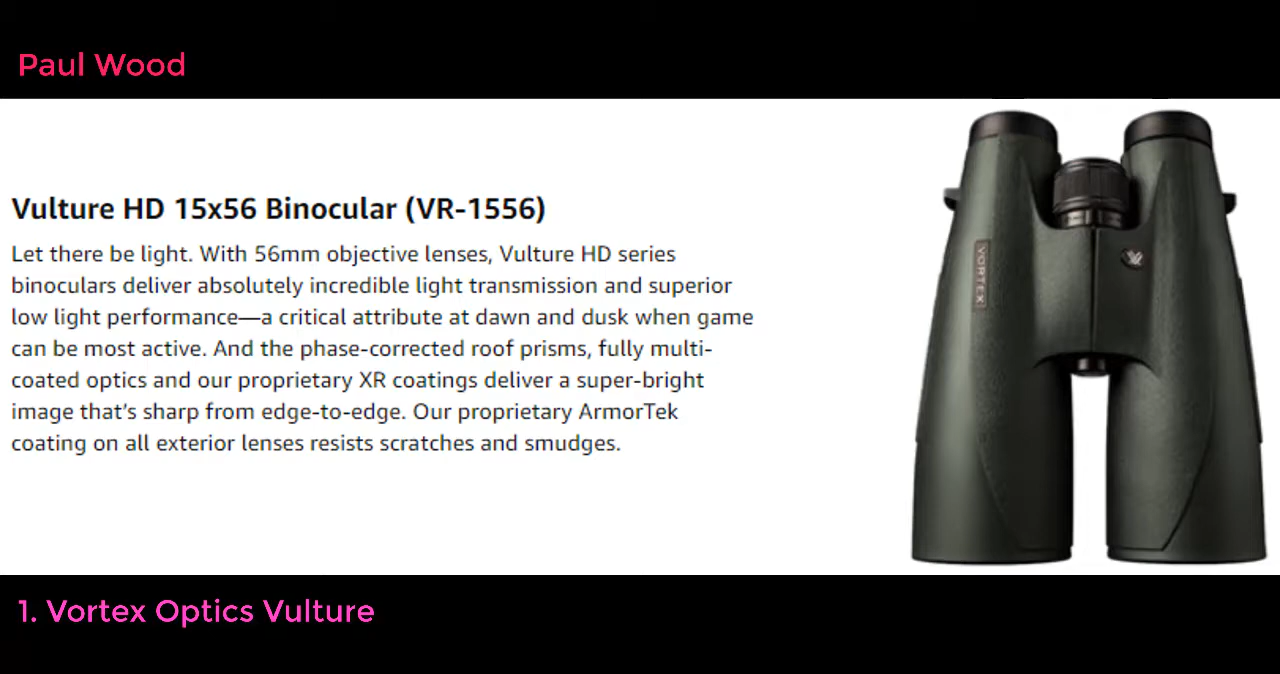 Paul Wood
Vulture HD 15x56 Binocular (VR-1556)
Let there be light. With 56mm objective lenses, Vulture HD series
binoculars deliver absolutely incredible light transmission and superior
low light performance—a critical attribute at dawn and dusk when game
can be most active. And the phase-corrected roof prisms, fully multi-
coated optics and our proprietary XR coatings deliver a super-bright
image that's sharp from edge-to-edge. Our proprietary ArmorTek
coating on all exterior lenses resists scratches and smudges.
VORTEX
1. Vortex Optics Vulture